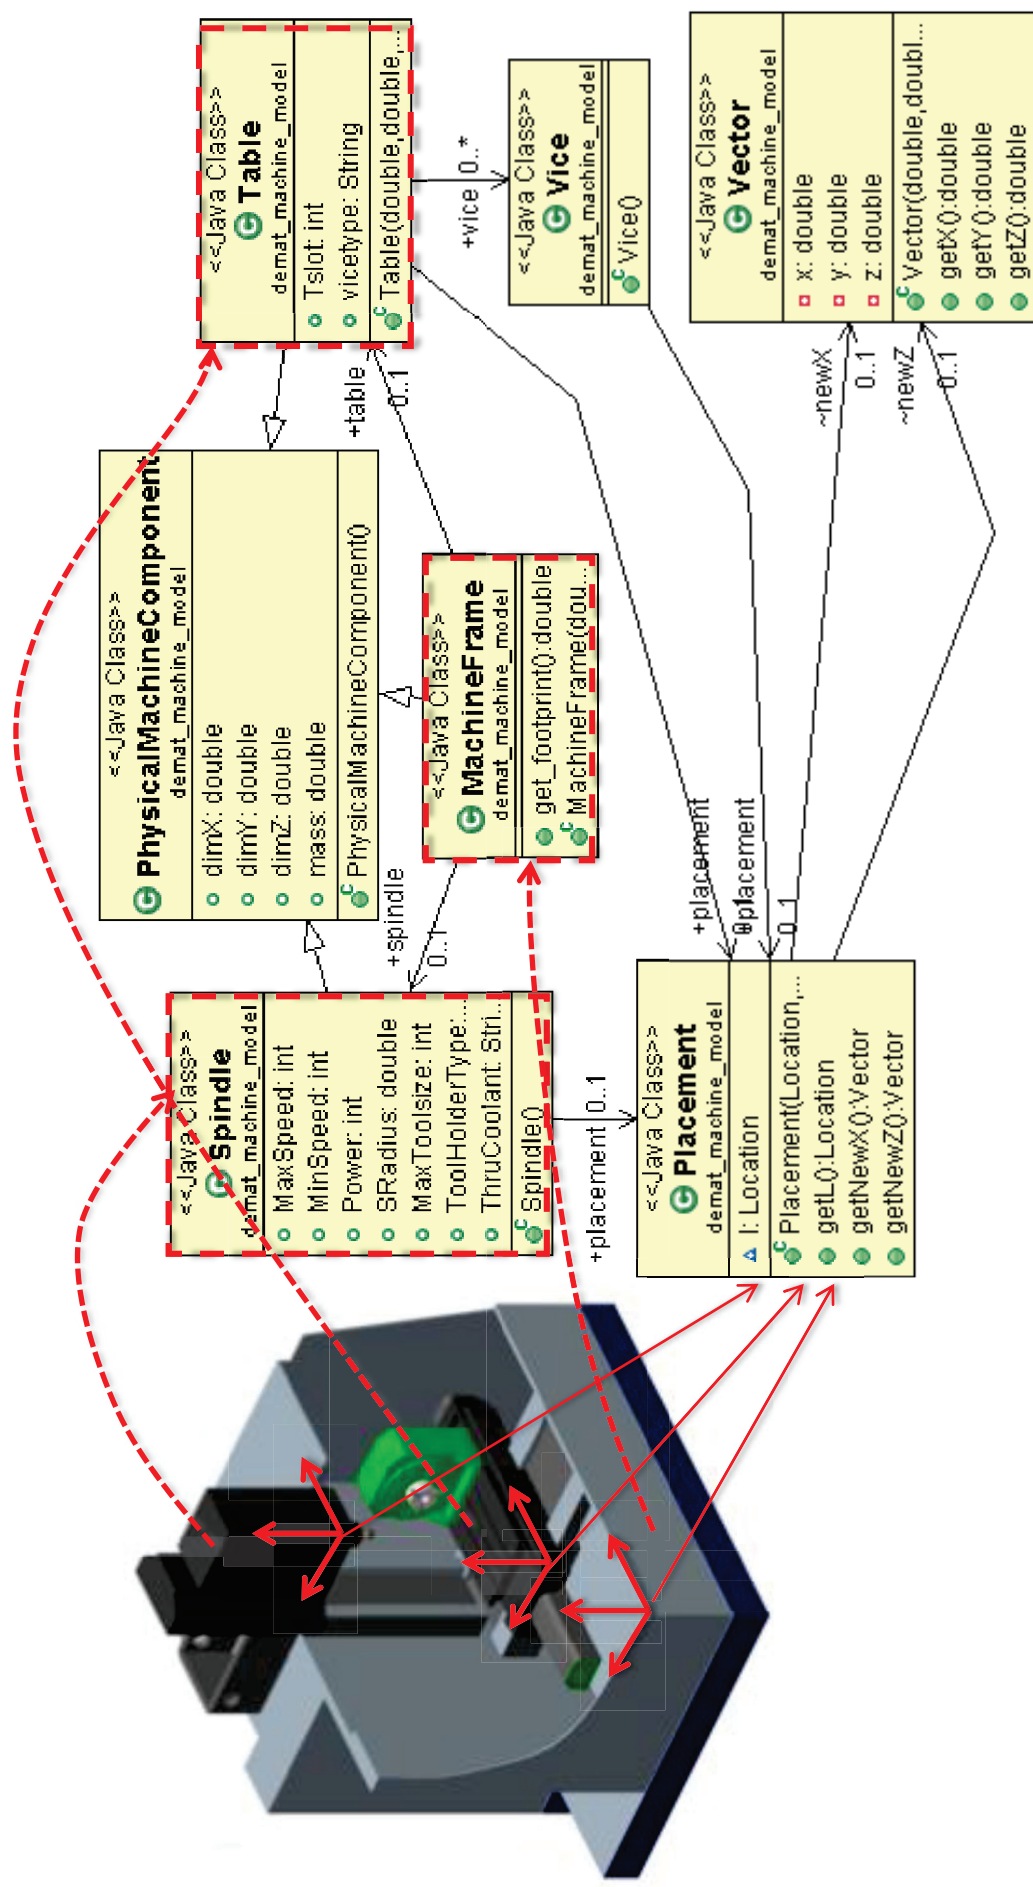 <<Java Class>>
Spindle
demat_machine_model
MaxSpeed: int
MinSpeed: int
Power: int
SRadius: double
MaxToolsize: int
ToolHolderType:...
ThruCoolant: Stri...
Spindle()
<<Java Class>>
PhysicalMachineComponent
demat_machine_model
dimX: double
dimY: double
dimZ: double
mass: double
PhysicalMachineComponent()
<<Java Class>>
Table
demat_machine_model
Tslot: int
vicetype: String
Table(double,double,...
+spindle
0..1
+table
0..1
<<Java Class>>
MachineFrame
demat_machine_model
get_footprint():double
MachineFrame(dou...
+vice 0..*
<<Java Class>>
Vice
demat_machine_model
Vice()
+placement 0..1
<<Java Class>>
Placement
demat_machine_model
l: Location
Placement(Location,...
getL():Location
getNewX():Vector
getNewZ():Vector
+placement
+placement
0..1
<<Java Class>>
Vector
demat_machine_model
x: double
y: double
z: double
Vector(double,doubl...
getX():double
getY():double
getZ():double
~newX
0..1
~newZ
0..1